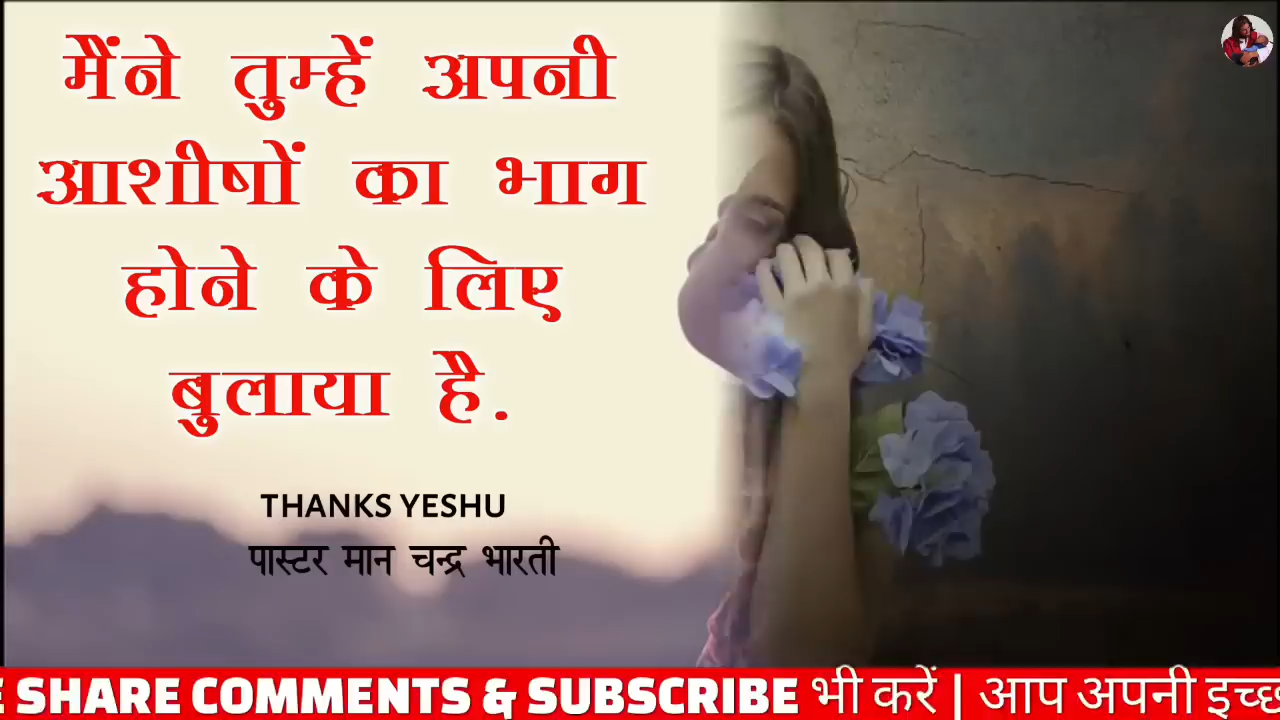 मैंने तुम्हें अपनी
आशीषों का भाग
होने के लिए
बुलाया है.
THANKS YESHU
पास्टर मान चन्द्र भारती
SHARE COMMENTS & SUBSCRIBE भी करें | आप अपनी